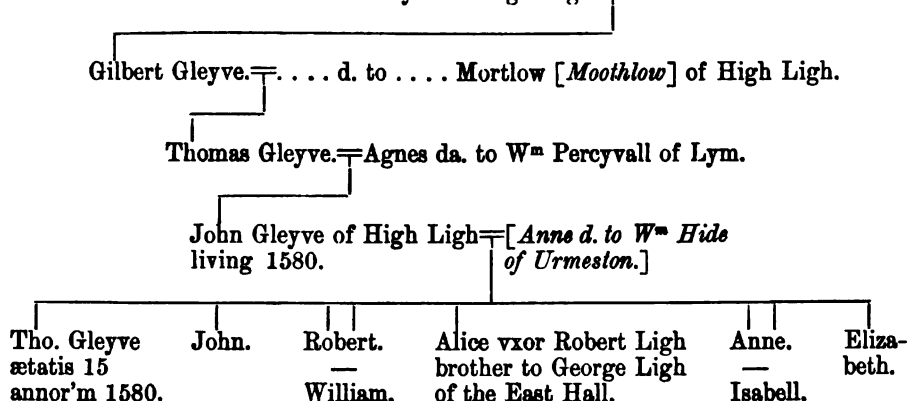 Gilbert Gleyve.=. . . . d. to . . . . Mortlow [Moothlow] of High Ligh.
Thomas Gleyve.=Agnes da. to Wᵐ Percyvall of Lym.
John Gleyve of High Ligh=[Anne d. to Wᵐ Hide
living 1580. of Urmeston.]
Tho. Gleyve John. Robert. Alice vxor Robert Ligh Anne. Eliza-
ætatis 15 — brother to George Ligh — beth.
annor'm 1580. William. of the East Hall. Isabell.